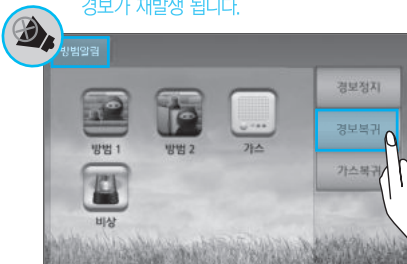 경보가 재발생 됩니다.
방범알림
경보정지
경보복귀
가스복귀
방범 1
방범 2
가스
비상